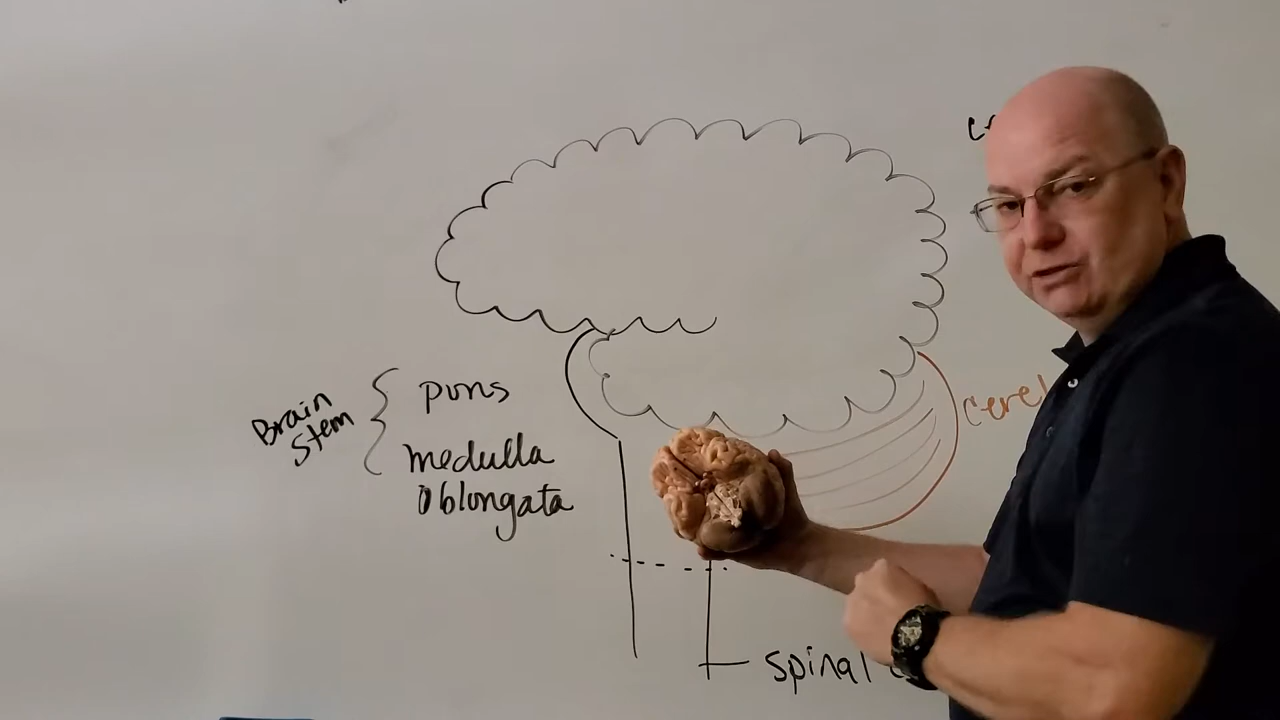 Brain
Stem
pons
medulla
oblongata
spinal